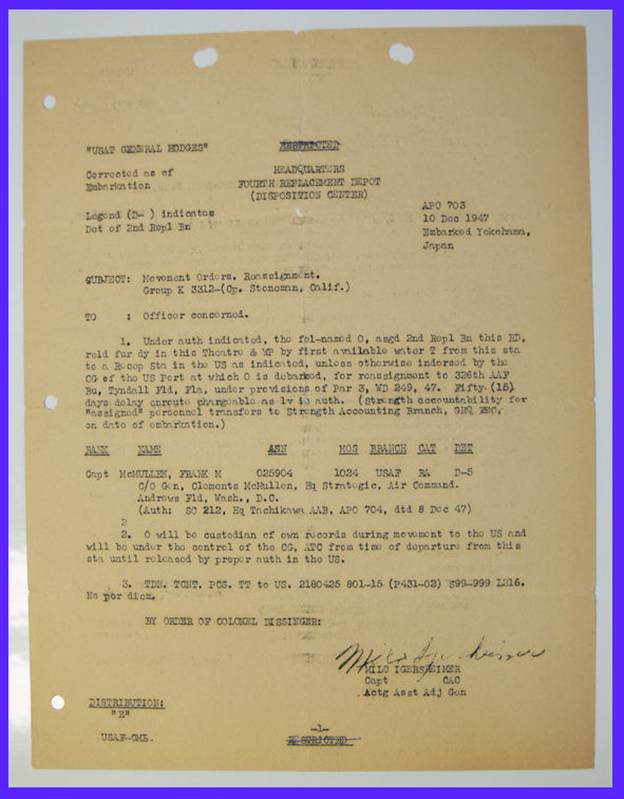 "USAT GENERAL HODGES"
RESTRICTED
Corrected as of
Embarkation
HEADQUARTERS
FOURTH REPLACEMENT DEPOT
(DISPOSITION CENTER)
Legend (D- ) indicates
Det of 2nd Repl Bn
APO 703
10 Dec 1947
Embarked Yokohama,
Japan
SUBJECT: Movement Orders. Reassignment.
Group K 3312-(Cp. Stoneman, Calif.)
TO : Officer concerned.
1. Under auth indicated, the fol-named O, asgd 2nd Repl Bn this HD,
reld fur dy in this Theatre & WP by first available water T from this sta
to a Recep Sta in the US as indicated, unless otherwise indorsed by the
CG of the US Port at which O is debarked, for reassignment to 326th AAF
Bu, Tyndall Fld, Fla, under provisions of Par 3, WD 249, 47. Fifty-(15)
days delay enroute chargeable as lv is auth. (Strength accountability for
"assigned" personnel transfers to Strength Accounting Branch, GHQ
on date of embarkation.)
RANK NAME ASN MOS BRANCH CAT DET
Capt McMULLEN, FRANK M 025904 1024 USAF RA D-5
C/O Gen, Clements McMullen, Hq Strategic, Air Command.
Andrews Fld, Wash., D.C.
(Auth: SO 212, Hq Tachikawa AAB, APO 704, dtd 8 Dec 47)
2
2. O will be custodian of own records during movement to the US and
will be under the control of the CG, ATC from time of departure from this
sta until released by proper auth in the US.
3. TDN. TCNT. PCS. TT to US. 2180425 801-15 (P431-02) S99-999 L216.
No per diem.
BY ORDER OF COLONEL DISSINGER:
Milo Igersheimer
MILO IGERSHEIMER
Capt CAC
Actg Asst Adj Gen
DISTRIBUTION:
"E"
-1-
USAF-CMB.
RESTRICTED